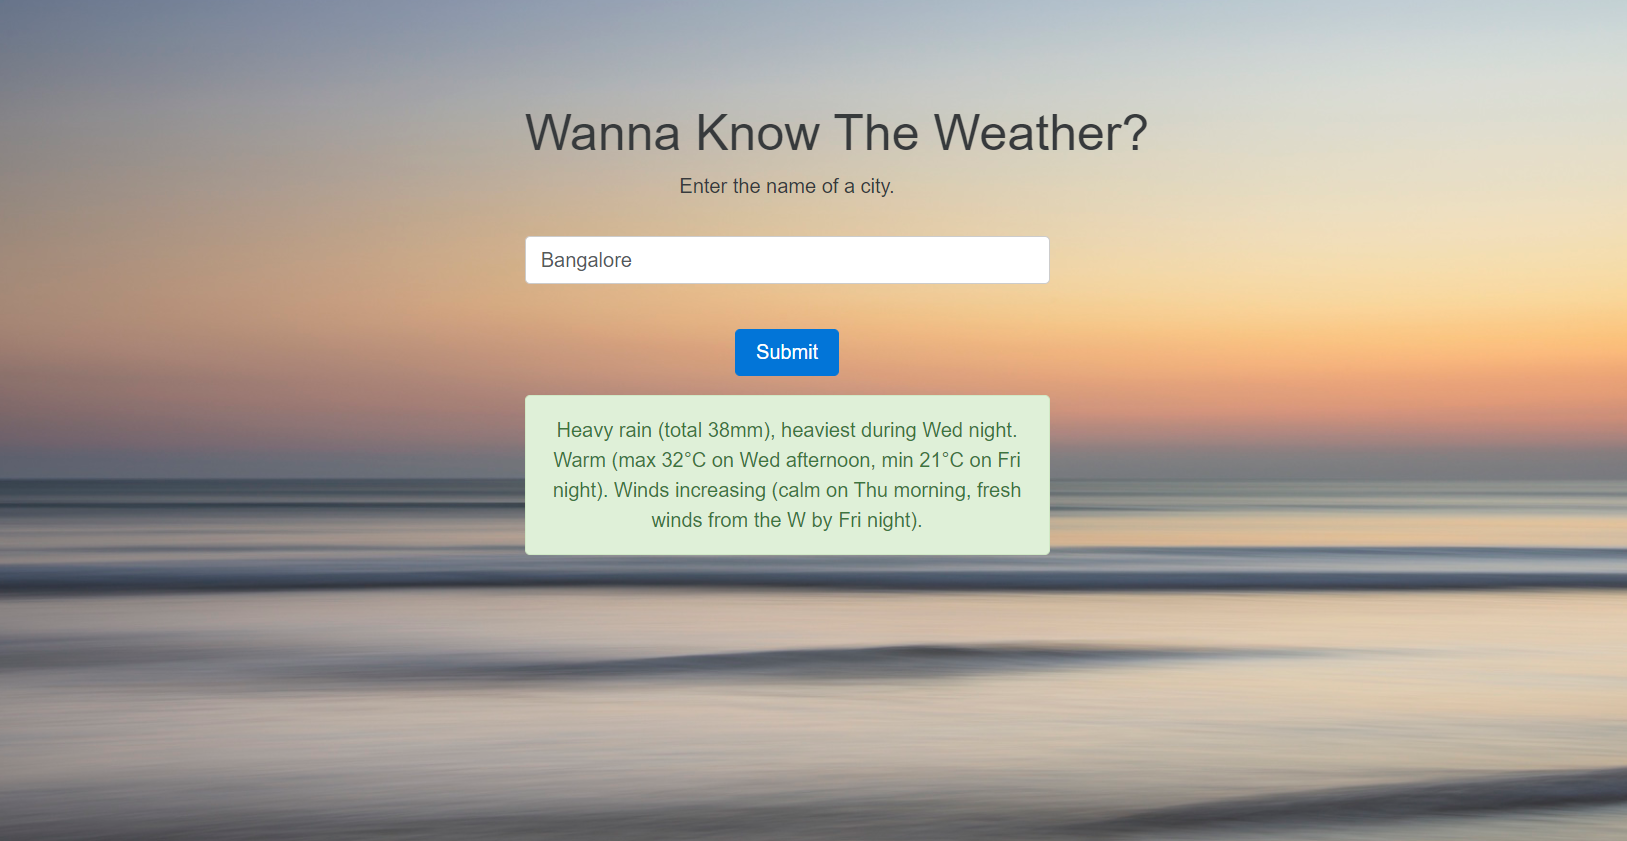 Wanna Know The Weather?
Enter the name of a city.
Bangalore
Submit
Heavy rain (total 38mm), heaviest during Wed night.
Warm (max 32°C on Wed afternoon, min 21°C on Fri
night). Winds increasing (calm on Thu morning, fresh
winds from the W by Fri night).